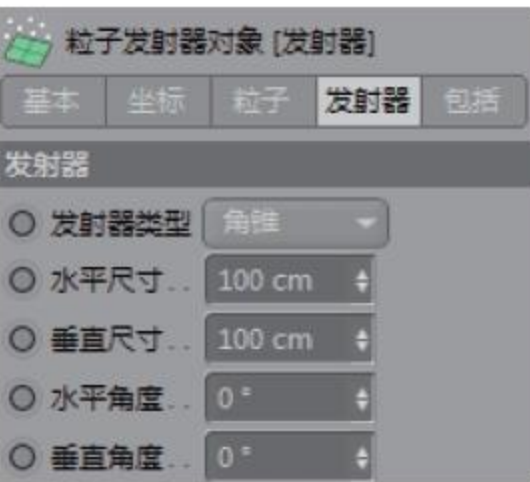 粒子发射器对象 [发射器]
基本 坐标 粒子 发射器 包括
发射器
发射器类型 角锥
水平尺寸 . . 100 cm
垂直尺寸 . . 100 cm
水平角度 . . 0 °
垂直角度 . . 0 °